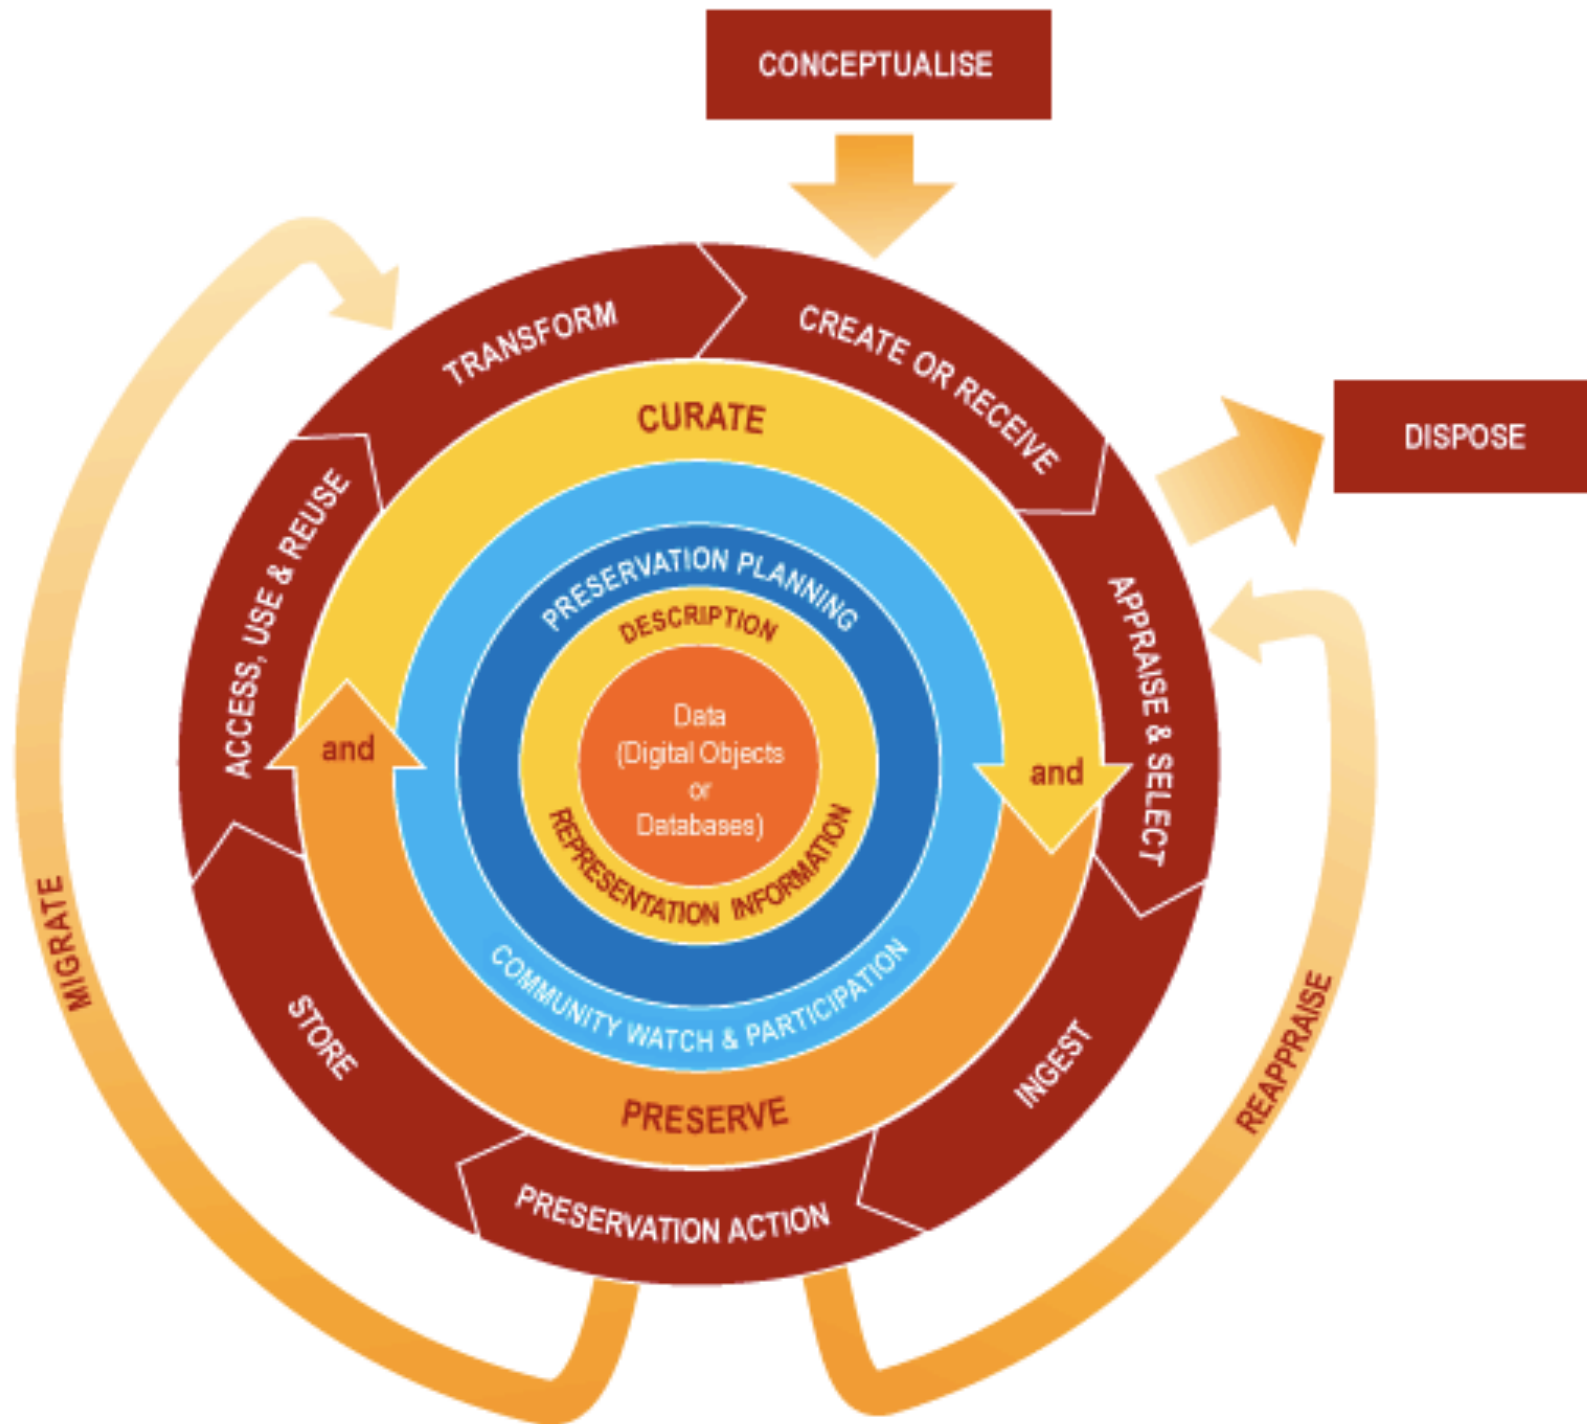 CONCEPTUALISE
TRANSFORM
CREATE OR RECEIVE
DISPOSE
CURATE
ACCESS, USE & REUSE
PRESERVATION PLANNING
DESCRIPTION
APPRAISE & SELECT
and
Data
(Digital Objects
or
Databases)
and
REPRESENTATION INFORMATION
MIGRATE
COMMUNITY WATCH & PARTICIPATION
STORE
INGEST
REAPPRAISE
PRESERVE
PRESERVATION ACTION